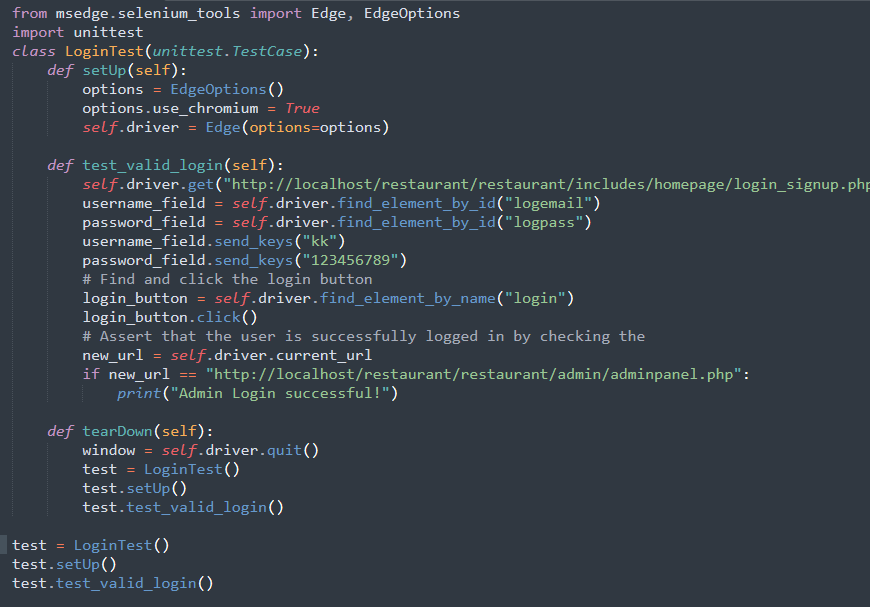 from msedge.selenium_tools import Edge, EdgeOptions
import unittest
class LoginTest(unittest.TestCase):
    def setUp(self):
        options = EdgeOptions()
        options.use_chromium = True
        self.driver = Edge(options=options)

    def test_valid_login(self):
        self.driver.get("http://localhost/restaurant/restaurant/includes/homepage/login_signup.php
        username_field = self.driver.find_element_by_id("logemail")
        password_field = self.driver.find_element_by_id("logpass")
        username_field.send_keys("kk")
        password_field.send_keys("123456789")
        # Find and click the login button
        login_button = self.driver.find_element_by_name("login")
        login_button.click()
        # Assert that the user is successfully logged in by checking the
        new_url = self.driver.current_url
        if new_url == "http://localhost/restaurant/restaurant/admin/adminpanel.php":
            print("Admin Login successful!")

    def tearDown(self):
        window = self.driver.quit()
        test = LoginTest()
        test.setUp()
        test.test_valid_login()

test = LoginTest()
test.setUp()
test.test_valid_login()